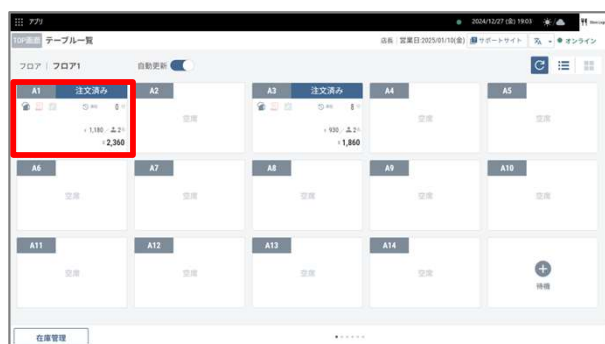 アプリ 2024/12/27 (金) 19:03
TOP画面 テーブル一覧 店長 営業日:2025/01/10(金) サポートサイト オンライン
フロア | フロア1 自動更新
A1 注文済み A2 A3 注文済み A4 A5
空席 空席 空席
¥ 1,180 / 2 ¥ 930 / 2
¥ 2,360 ¥ 1,860
A6 A7 A8 A9 A10
空席 空席 空席 空席 空席
A11 A12 A13 A14
空席 空席 空席 空席 待機
在庫管理